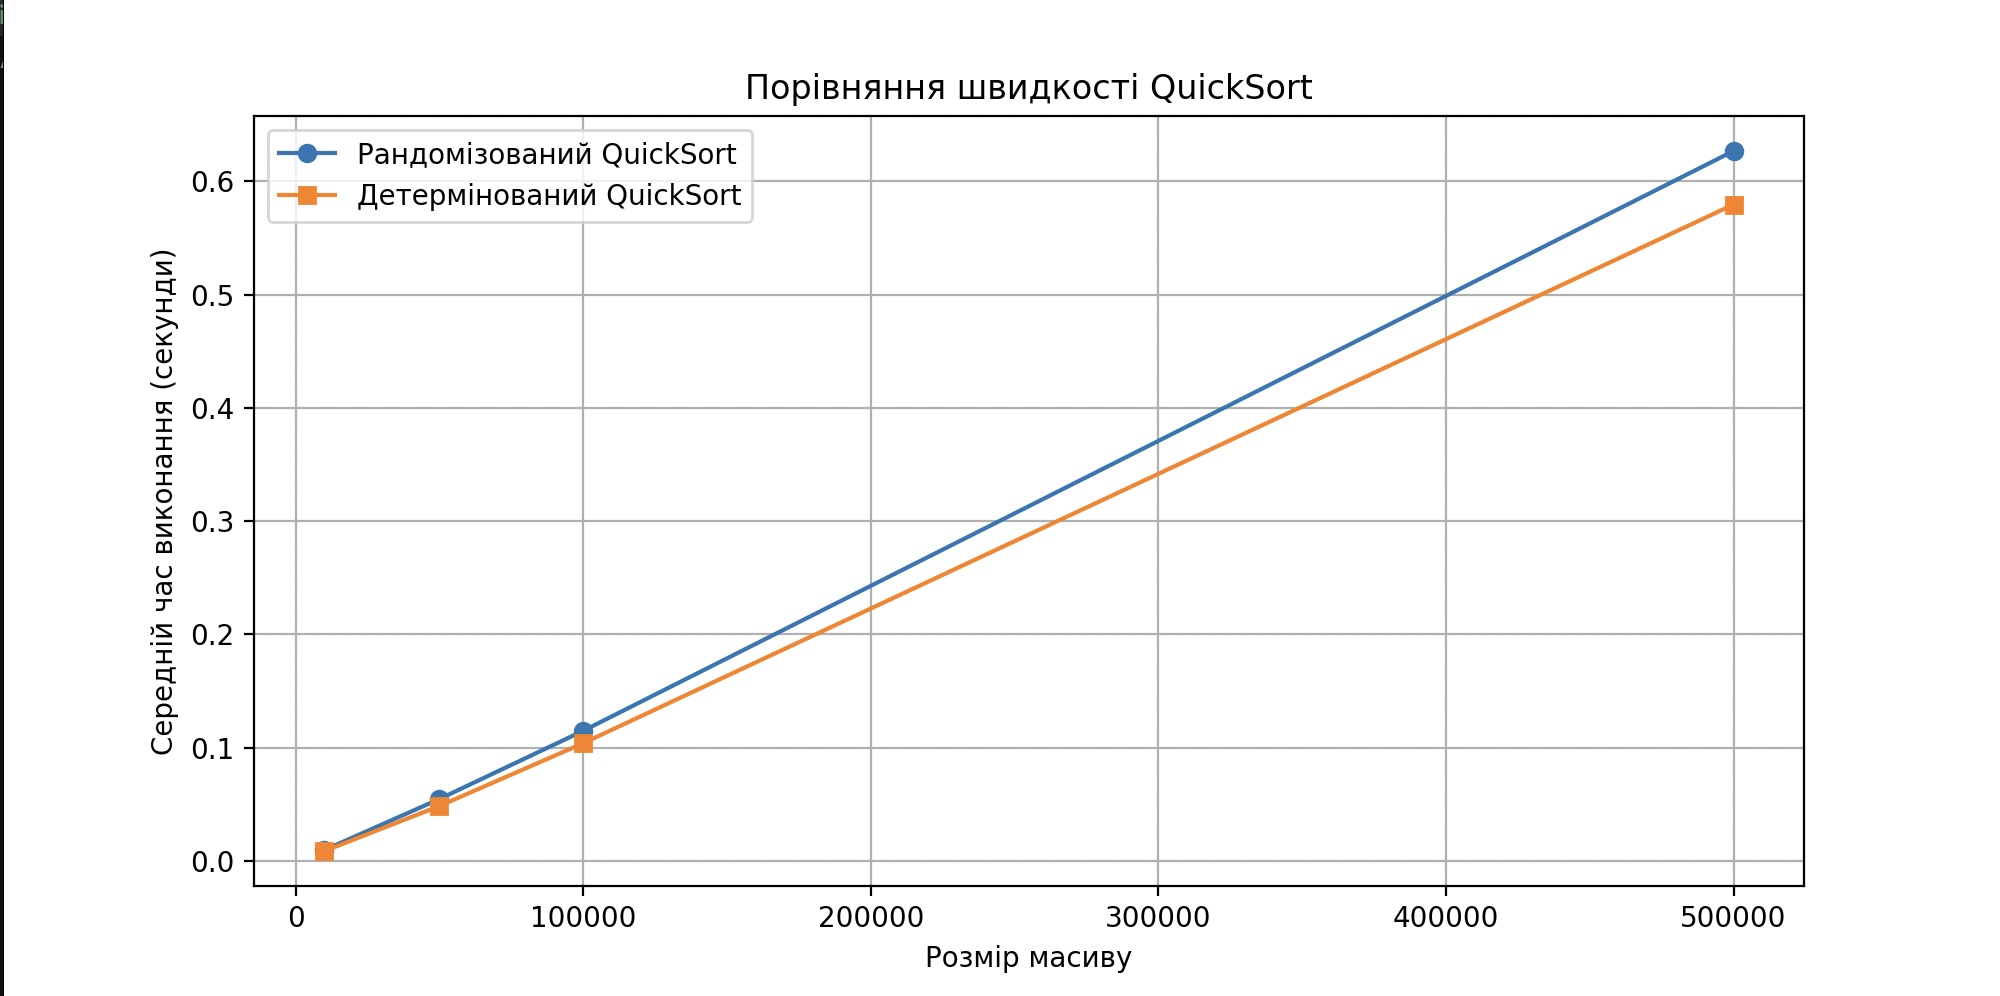 Порівняння швидкості QuickSort
Рандомізований QuickSort
Детермінований QuickSort
Середній час виконання (секунди)
0.6
0.5
0.4
0.3
0.2
0.1
0.0
0
100000
200000
300000
400000
500000
Розмір масиву